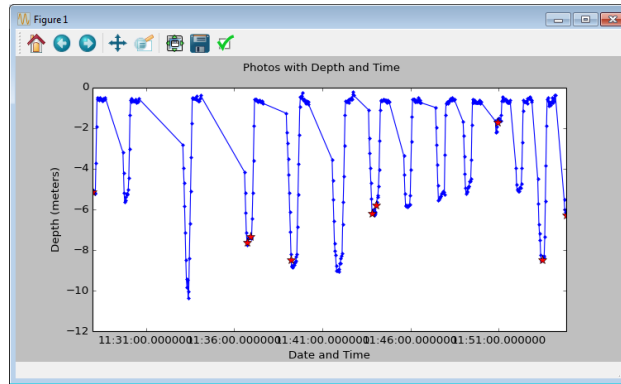 Figure 1
Photos with Depth and Time
0
−2
−4
−6
−8
−10
−12
Depth (meters)
11:31:00.000000 11:36:00.000000 11:41:00.000000 11:46:00.000000 11:51:00.000000
Date and Time